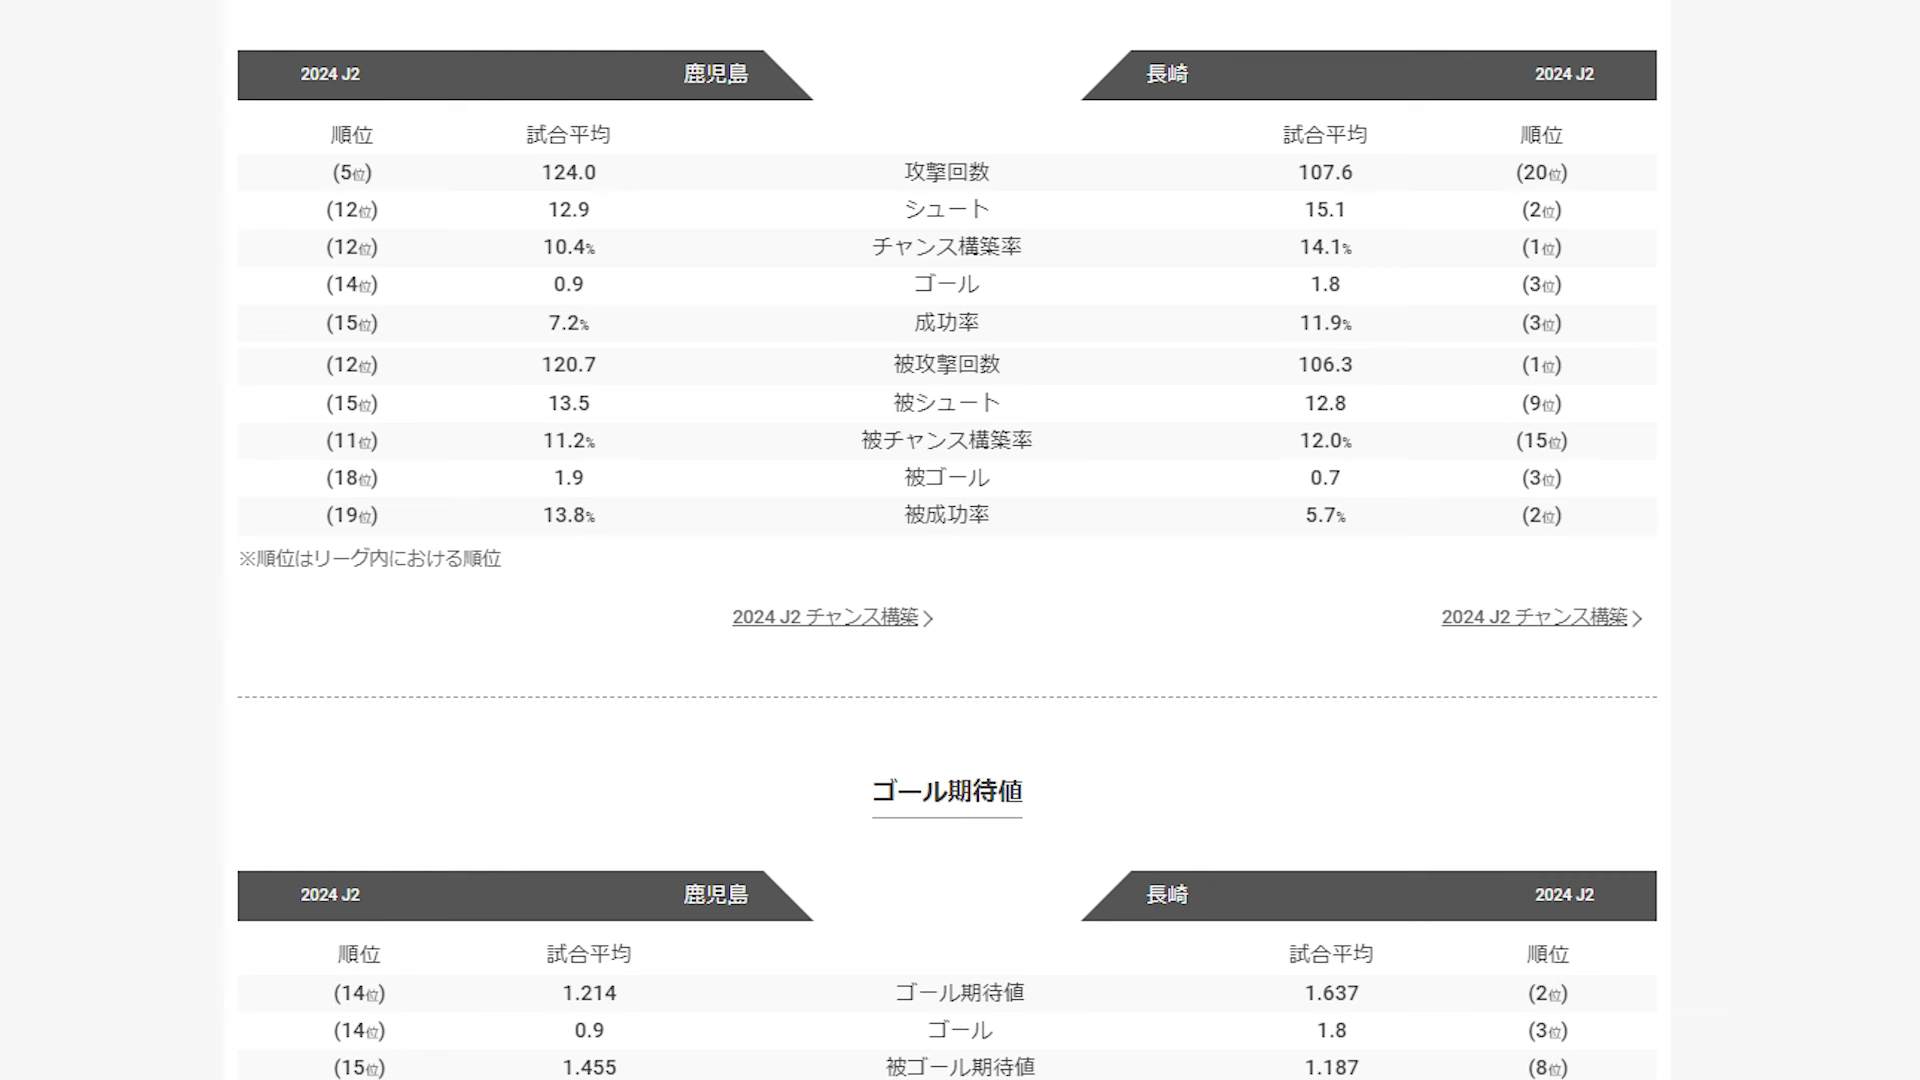 2024 J2 鹿児島 長崎 2024 J2
順位 試合平均 試合平均 順位
(5位) 124.0 攻撃回数 107.6 (20位)
(12位) 12.9 シュート 15.1 (2位)
(12位) 10.4% チャンス構築率 14.1% (1位)
(14位) 0.9 ゴール 1.8 (3位)
(15位) 7.2% 成功率 11.9% (3位)
(12位) 120.7 被攻撃回数 106.3 (1位)
(15位) 13.5 被シュート 12.8 (9位)
(11位) 11.2% 被チャンス構築率 12.0% (15位)
(18位) 1.9 被ゴール 0.7 (3位)
(19位) 13.8% 被成功率 5.7% (2位)
※順位はリーグ内における順位
2024 J2 チャンス構築 2024 J2 チャンス構築
ゴール期待値
2024 J2 鹿児島 長崎 2024 J2
順位 試合平均 試合平均 順位
(14位) 1.214 ゴール期待値 1.637 (2位)
(14位) 0.9 ゴール 1.8 (3位)
(15位) 1.455 被ゴール期待値 1.187 (8位)